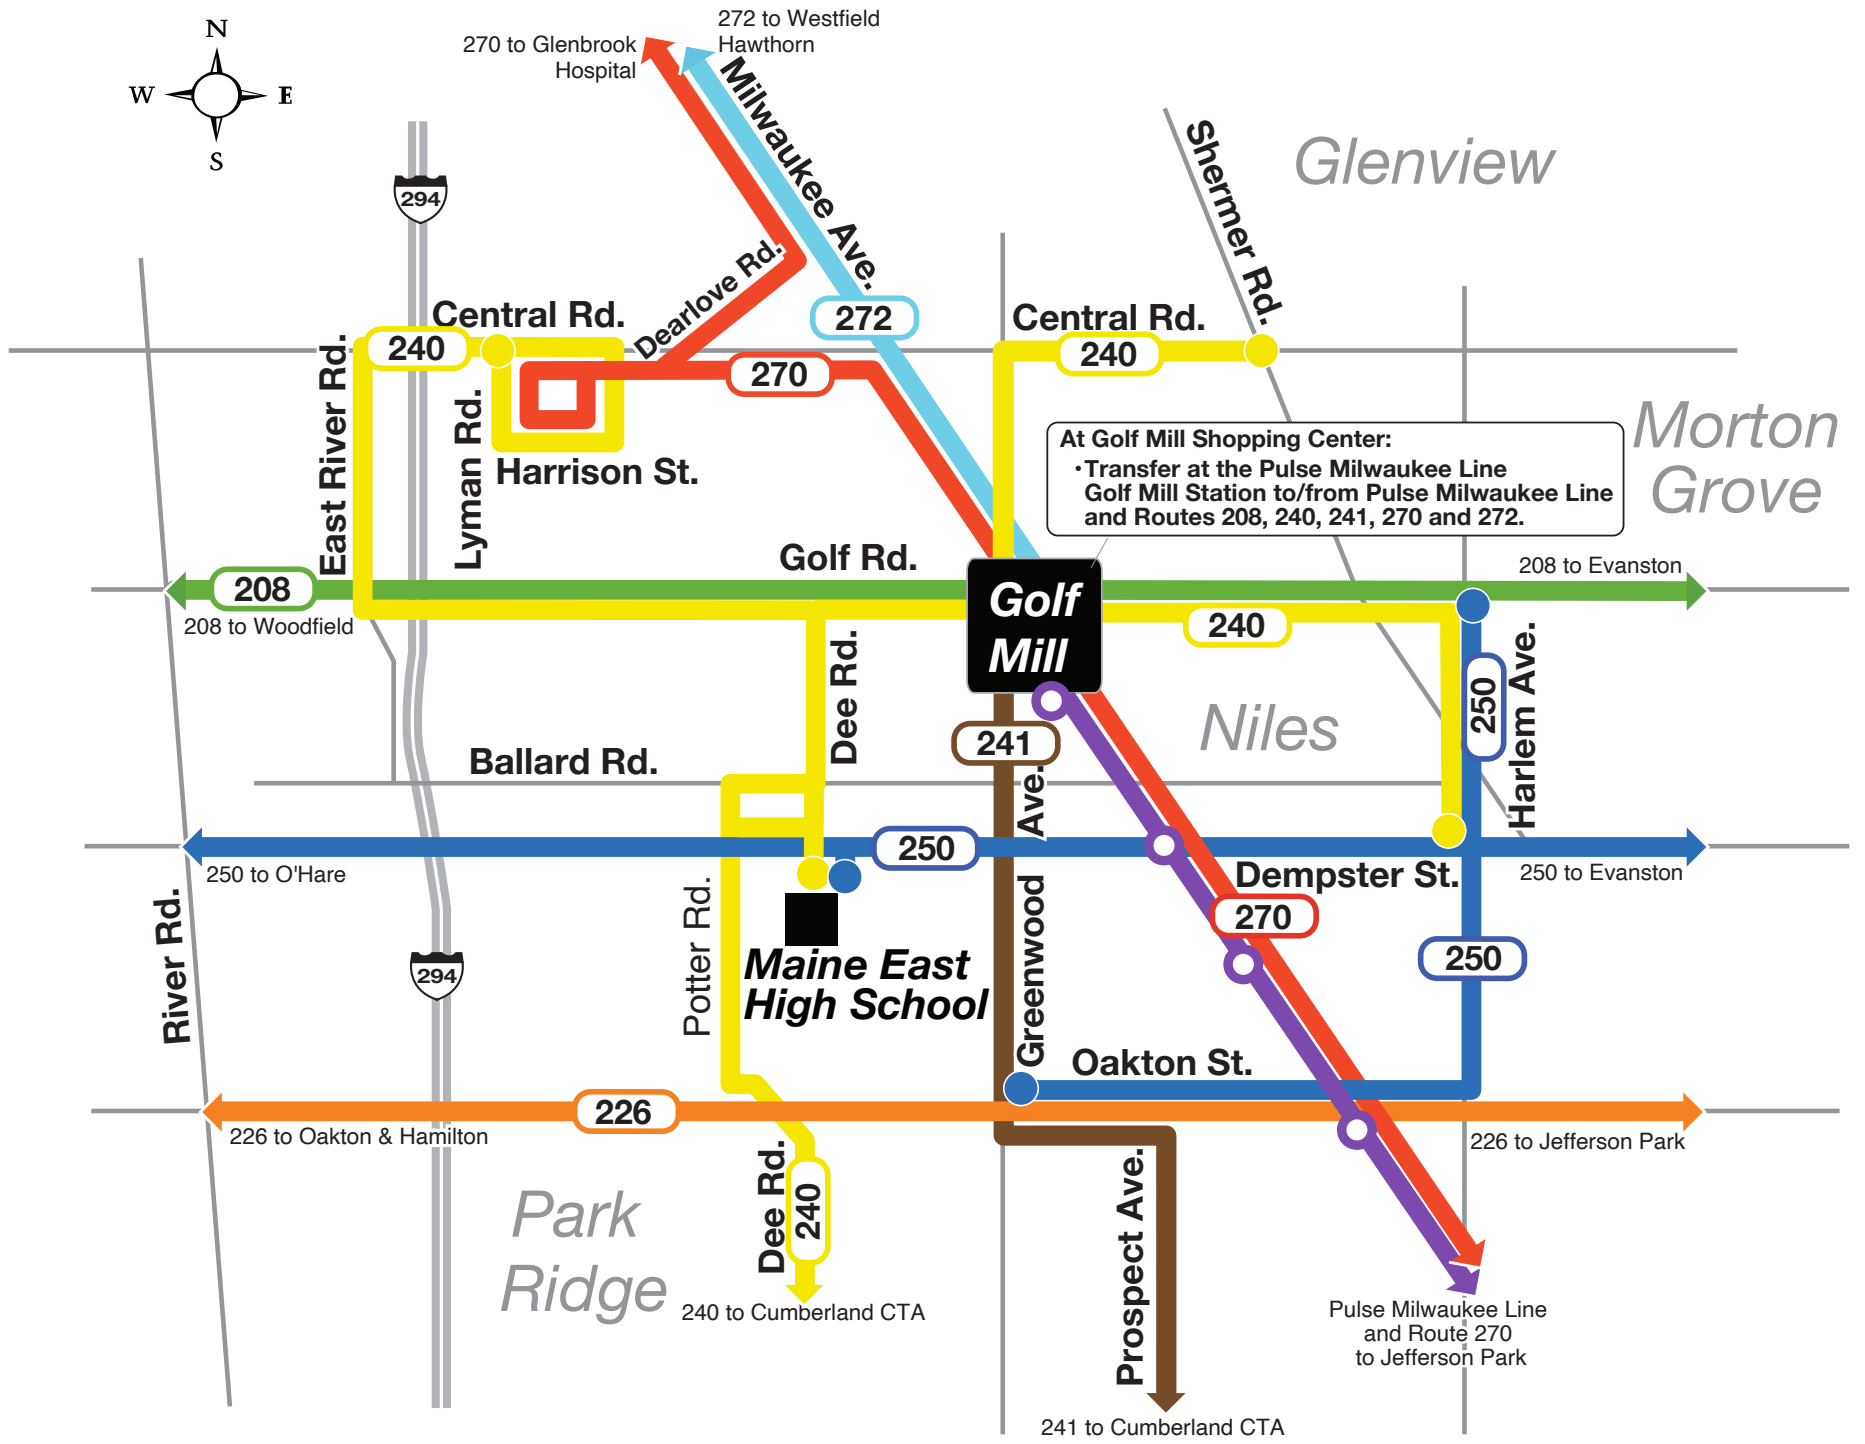 N
W
E
S
270 to Glenbrook
Hospital
272 to Westfield
Hawthorn
Milwaukee Ave.
Shermer Rd.
Glenview
294
Dearlove Rd.
272
Central Rd.
240
Central Rd.
240
270
East River Rd.
Lyman Rd.
Harrison St.
At Golf Mill Shopping Center:
•Transfer at the Pulse Milwaukee Line
Golf Mill Station to/from Pulse Milwaukee Line
and Routes 208, 240, 241, 270 and 272.
Morton
Grove
Golf Rd.
208 to Evanston
208
208 to Woodfield
Golf
Mill
240
Dee Rd.
250
Harlem Ave.
Niles
241
Ballard Rd.
Greenwood Ave.
250
250 to O'Hare
250 to Evanston
Dempster St.
Potter Rd.
270
River Rd.
Maine East
High School
250
294
Oakton St.
226
226 to Oakton & Hamilton
226 to Jefferson Park
Dee Rd.
240
Prospect Ave.
Park
Ridge
240 to Cumberland CTA
Pulse Milwaukee Line
and Route 270
to Jefferson Park
241 to Cumberland CTA